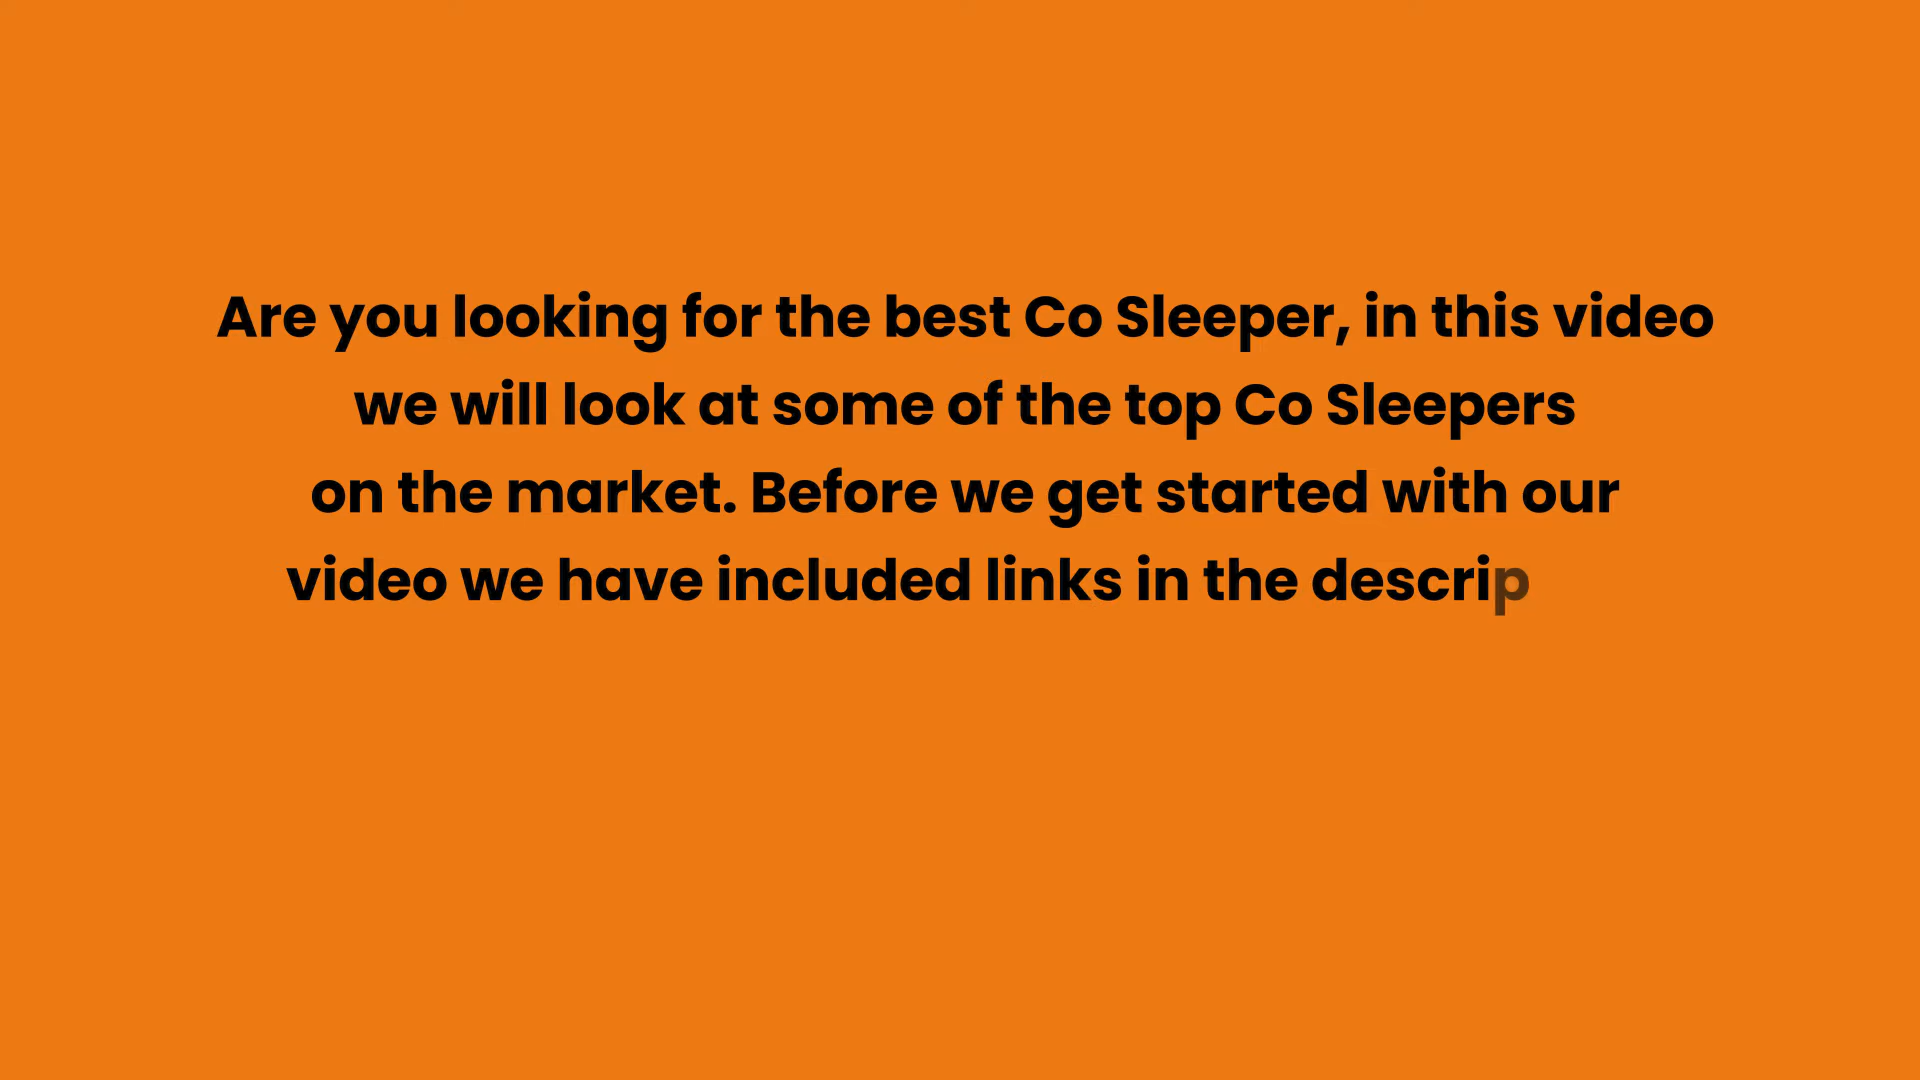 Are you looking for the best Co Sleeper, in this video
we will look at some of the top Co Sleepers
on the market. Before we get started with our
video we have included links in the descrip